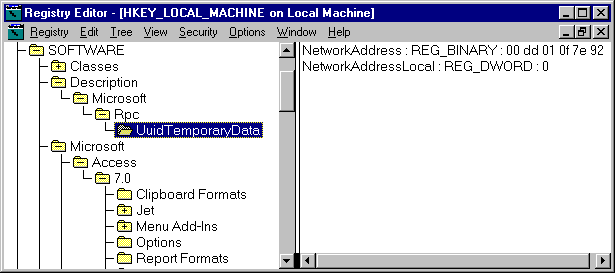 Registry Editor - [HKEY_LOCAL_MACHINE on Local Machine]
Registry Edit Tree View Security Options Window Help
SOFTWARE
Classes
Description
Microsoft
Rpc
UuidTemporaryData
Microsoft
Access
7.0
Clipboard Formats
Jet
Menu Add-Ins
Options
Report Formats
NetworkAddress : REG_BINARY : 00 dd 01 0f 7e 92
NetworkAddressLocal : REG_DWORD : 0